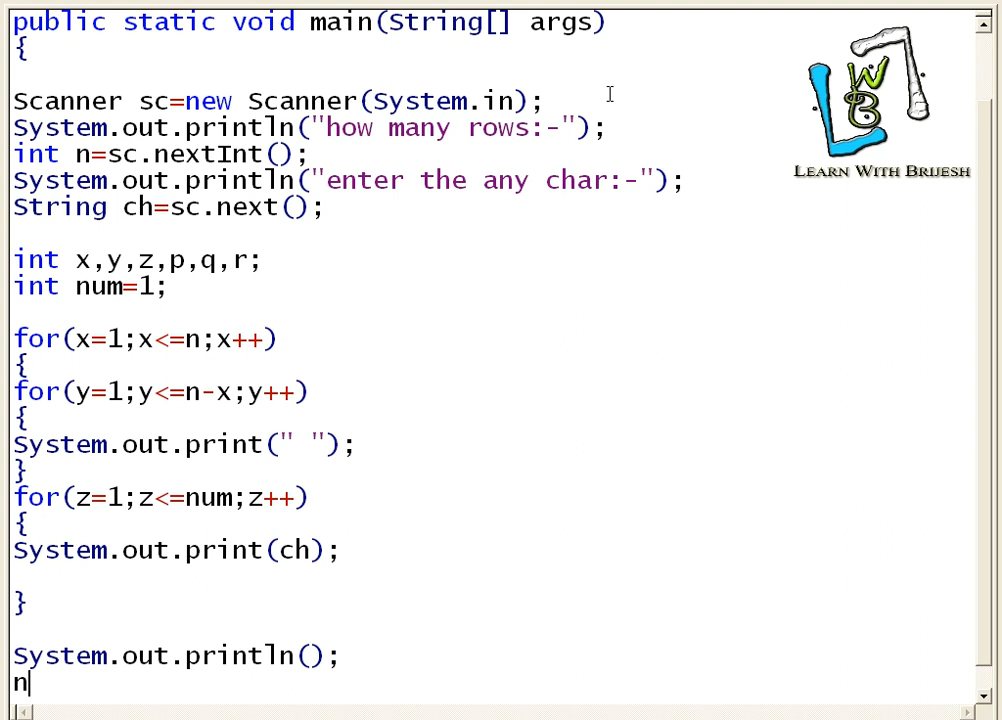 public static void main(String[] args)
{
Scanner sc=new Scanner(System.in);
System.out.println("how many rows:-");
int n=sc.nextInt();
System.out.println("enter the any char:-");
String ch=sc.next();
int x,y,z,p,q,r;
int num=1;
for(x=1;x<=n;x++)
{
for(y=1;y<=n-x;y++)
{
System.out.print(" ");
}
for(z=1;z<=num;z++)
{
System.out.print(ch);
}
System.out.println();
n
LWB
LEARN WITH BRIJESH